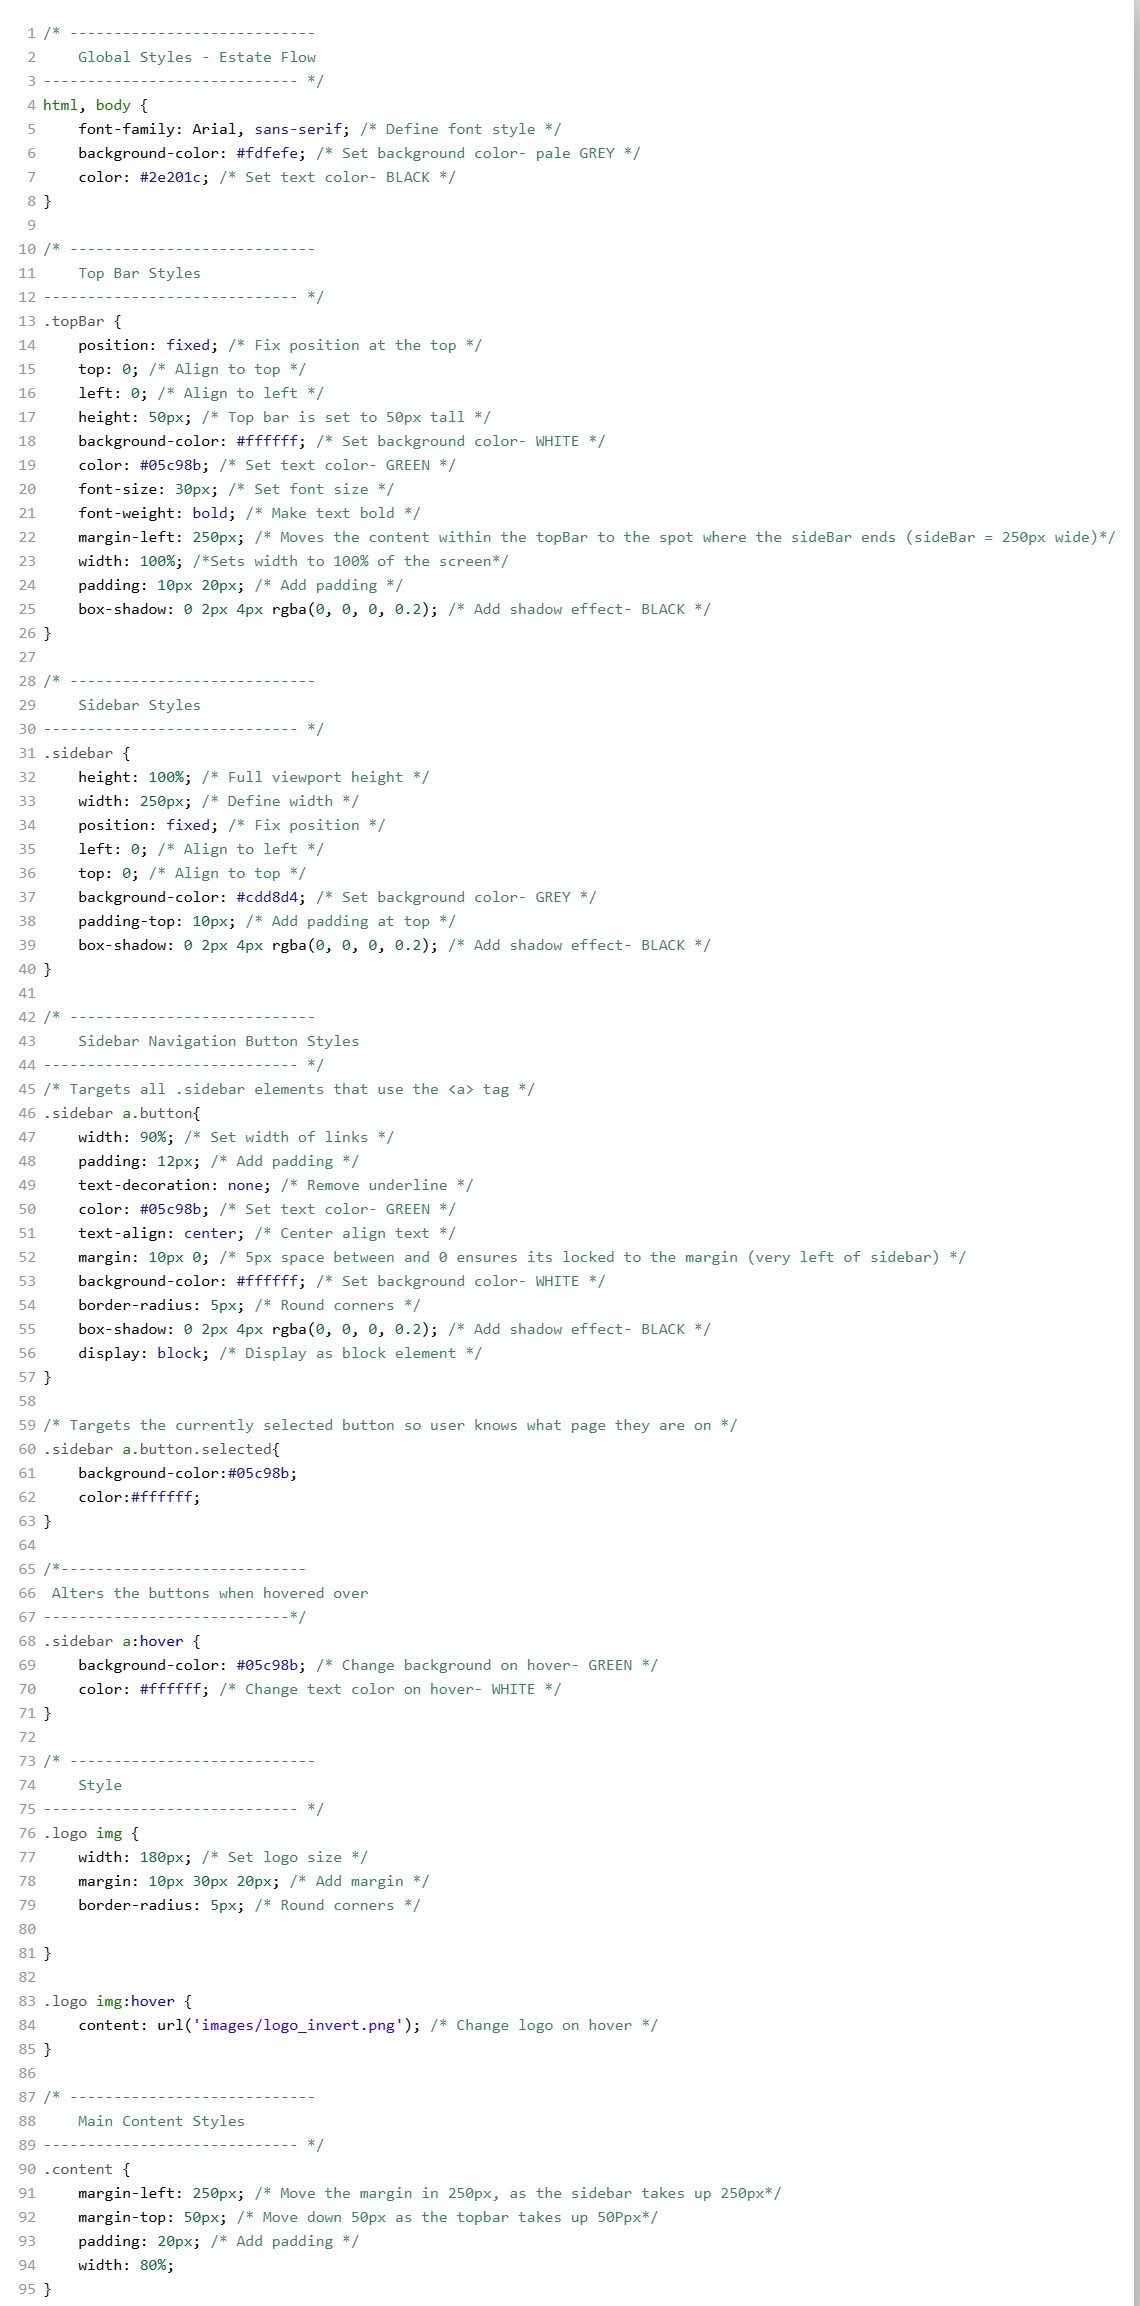 1 /* ----------------------------
2     Global Styles - Estate Flow
3 ----------------------------- */
4 html, body {
5     font-family: Arial, sans-serif; /* Define font style */
6     background-color: #fdfefe; /* Set background color- pale GREY */
7     color: #2e201c; /* Set text color- BLACK */
8 }
9
10 /* ----------------------------
11     Top Bar Styles
12 ----------------------------- */
13 .topBar {
14     position: fixed; /* Fix position at the top */
15     top: 0; /* Align to top */
16     left: 0; /* Align to left */
17     height: 50px; /* Top bar is set to 50px tall */
18     background-color: #ffffff; /* Set background color- WHITE */
19     color: #05c98b; /* Set text color- GREEN */
20     font-size: 30px; /* Set font size */
21     font-weight: bold; /* Make text bold */
22     margin-left: 250px; /* Moves the content within the topBar to the spot where the sideBar ends (sideBar = 250px wide)*/
23     width: 100%; /*Sets width to 100% of the screen*/
24     padding: 10px 20px; /* Add padding */
25     box-shadow: 0 2px 4px rgba(0, 0, 0, 0.2); /* Add shadow effect- BLACK */
26 }
27
28 /* ----------------------------
29     Sidebar Styles
30 ----------------------------- */
31 .sidebar {
32     height: 100%; /* Full viewport height */
33     width: 250px; /* Define width */
34     position: fixed; /* Fix position */
35     left: 0; /* Align to left */
36     top: 0; /* Align to top */
37     background-color: #cdd8d4; /* Set background color- GREY */
38     padding-top: 10px; /* Add padding at top */
39     box-shadow: 0 2px 4px rgba(0, 0, 0, 0.2); /* Add shadow effect- BLACK */
40 }
41
42 /* ----------------------------
43     Sidebar Navigation Button Styles
44 ----------------------------- */
45 /* Targets all .sidebar elements that use the <a> tag */
46 .sidebar a.button{
47     width: 90%; /* Set width of links */
48     padding: 12px; /* Add padding */
49     text-decoration: none; /* Remove underline */
50     color: #05c98b; /* Set text color- GREEN */
51     text-align: center; /* Center align text */
52     margin: 10px 0; /* 5px space between and 0 ensures its locked to the margin (very left of sidebar) */
53     background-color: #ffffff; /* Set background color- WHITE */
54     border-radius: 5px; /* Round corners */
55     box-shadow: 0 2px 4px rgba(0, 0, 0, 0.2); /* Add shadow effect- BLACK */
56     display: block; /* Display as block element */
57 }
58
59 /* Targets the currently selected button so user knows what page they are on */
60 .sidebar a.button.selected{
61     background-color:#05c98b;
62     color:#ffffff;
63 }
64
65 /*----------------------------
66  Alters the buttons when hovered over
67 ----------------------------*/
68 .sidebar a:hover {
69     background-color: #05c98b; /* Change background on hover- GREEN */
70     color: #ffffff; /* Change text color on hover- WHITE */
71 }
72
73 /* ----------------------------
74     Style
75 ----------------------------- */
76 .logo img {
77     width: 180px; /* Set logo size */
78     margin: 10px 30px 20px; /* Add margin */
79     border-radius: 5px; /* Round corners */
80
81 }
82
83 .logo img:hover {
84     content: url('images/logo_invert.png'); /* Change logo on hover */
85 }
86
87 /* ----------------------------
88     Main Content Styles
89 ----------------------------- */
90 .content {
91     margin-left: 250px; /* Move the margin in 250px, as the sidebar takes up 250px*/
92     margin-top: 50px; /* Move down 50px as the topbar takes up 50Ppx*/
93     padding: 20px; /* Add padding */
94     width: 80%;
95 }